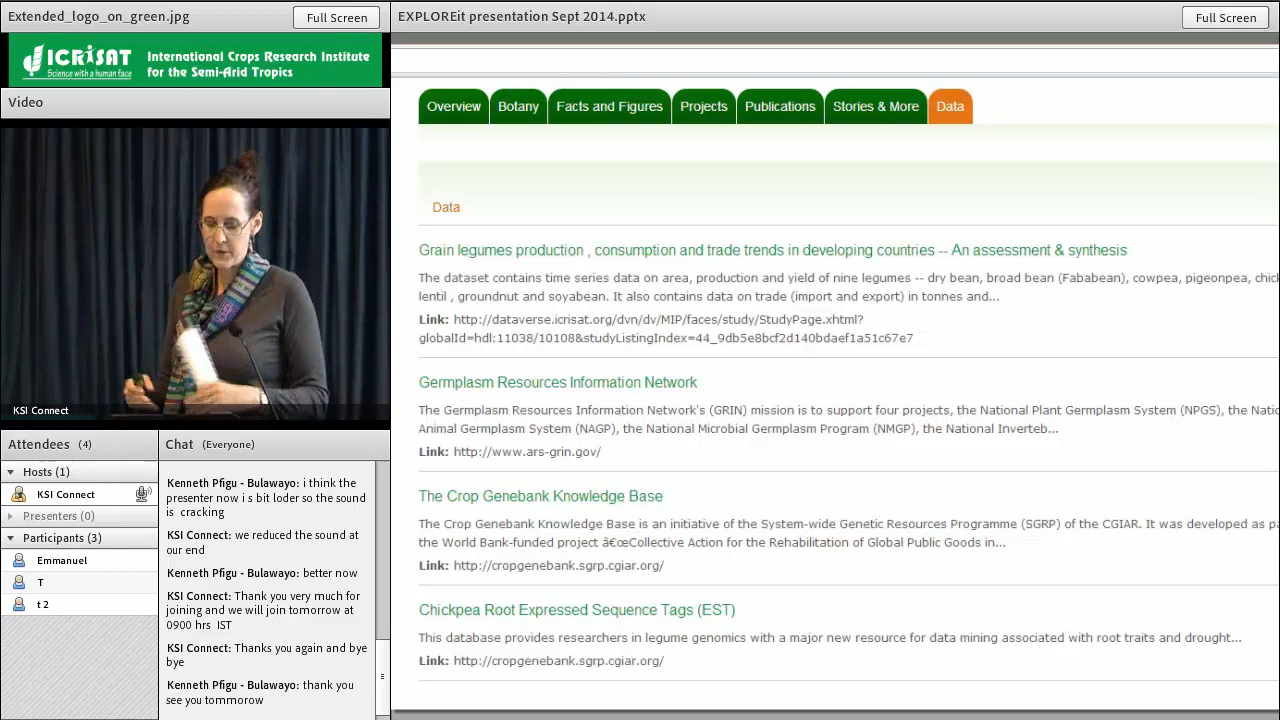 Extended_logo_on_green.jpg
Full Screen
EXPLOREit presentation Sept 2014.pptx
Full Screen
ICRISAT
Science with a human face
International Crops Research Institute
for the Semi-Arid Tropics
Video
KSI Connect
Overview
Botany
Facts and Figures
Projects
Publications
Stories & More
Data
Data
Grain legumes production , consumption and trade trends in developing countries -- An assessment & synthesis
The dataset contains time series data on area, production and yield of nine legumes -- dry bean, broad bean (Fababean), cowpea, pigeonpea, chick
lentil , groundnut and soyabean. It also contains data on trade (import and export) in tonnes and...
Link: http://dataverse.icrisat.org/dvn/dv/MIP/faces/study/StudyPage.xhtml?
globalId=hdl:11038/10108&studyListingIndex=44_9db5e8bcf2d140bdaef1a51c67e7
Germplasm Resources Information Network
The Germplasm Resources Information Network's (GRIN) mission is to support four projects, the National Plant Germplasm System (NPGS), the Natio
Animal Germplasm System (NAGP), the National Microbial Germplasm Program (NMGP), the National Inverteb...
Link: http://www.ars-grin.gov/
The Crop Genebank Knowledge Base
The Crop Genebank Knowledge Base is an initiative of the System-wide Genetic Resources Programme (SGRP) of the CGIAR. It was developed as pa
the World Bank-funded project â€œCollective Action for the Rehabilitation of Global Public Goods in...
Link: http://cropgenebank.sgrp.cgiar.org/
Chickpea Root Expressed Sequence Tags (EST)
This database provides researchers in legume genomics with a major new resource for data mining associated with root traits and drought...
Link: http://cropgenebank.sgrp.cgiar.org/
Attendees (4)
Hosts (1)
KSI Connect
Presenters (0)
Participants (3)
Emmanuel
T
t 2
Chat (Everyone)
Kenneth Pfigu - Bulawayo: i think the
presenter now i s bit loder so the sound
is cracking
KSI Connect: we reduced the sound at
our end
Kenneth Pfigu - Bulawayo: better now
KSI Connect: Thank you very much for
joining and we will join tomorrow at
0900 hrs IST
KSI Connect: Thanks you again and bye
bye
Kenneth Pfigu - Bulawayo: thank you
see you tommorow